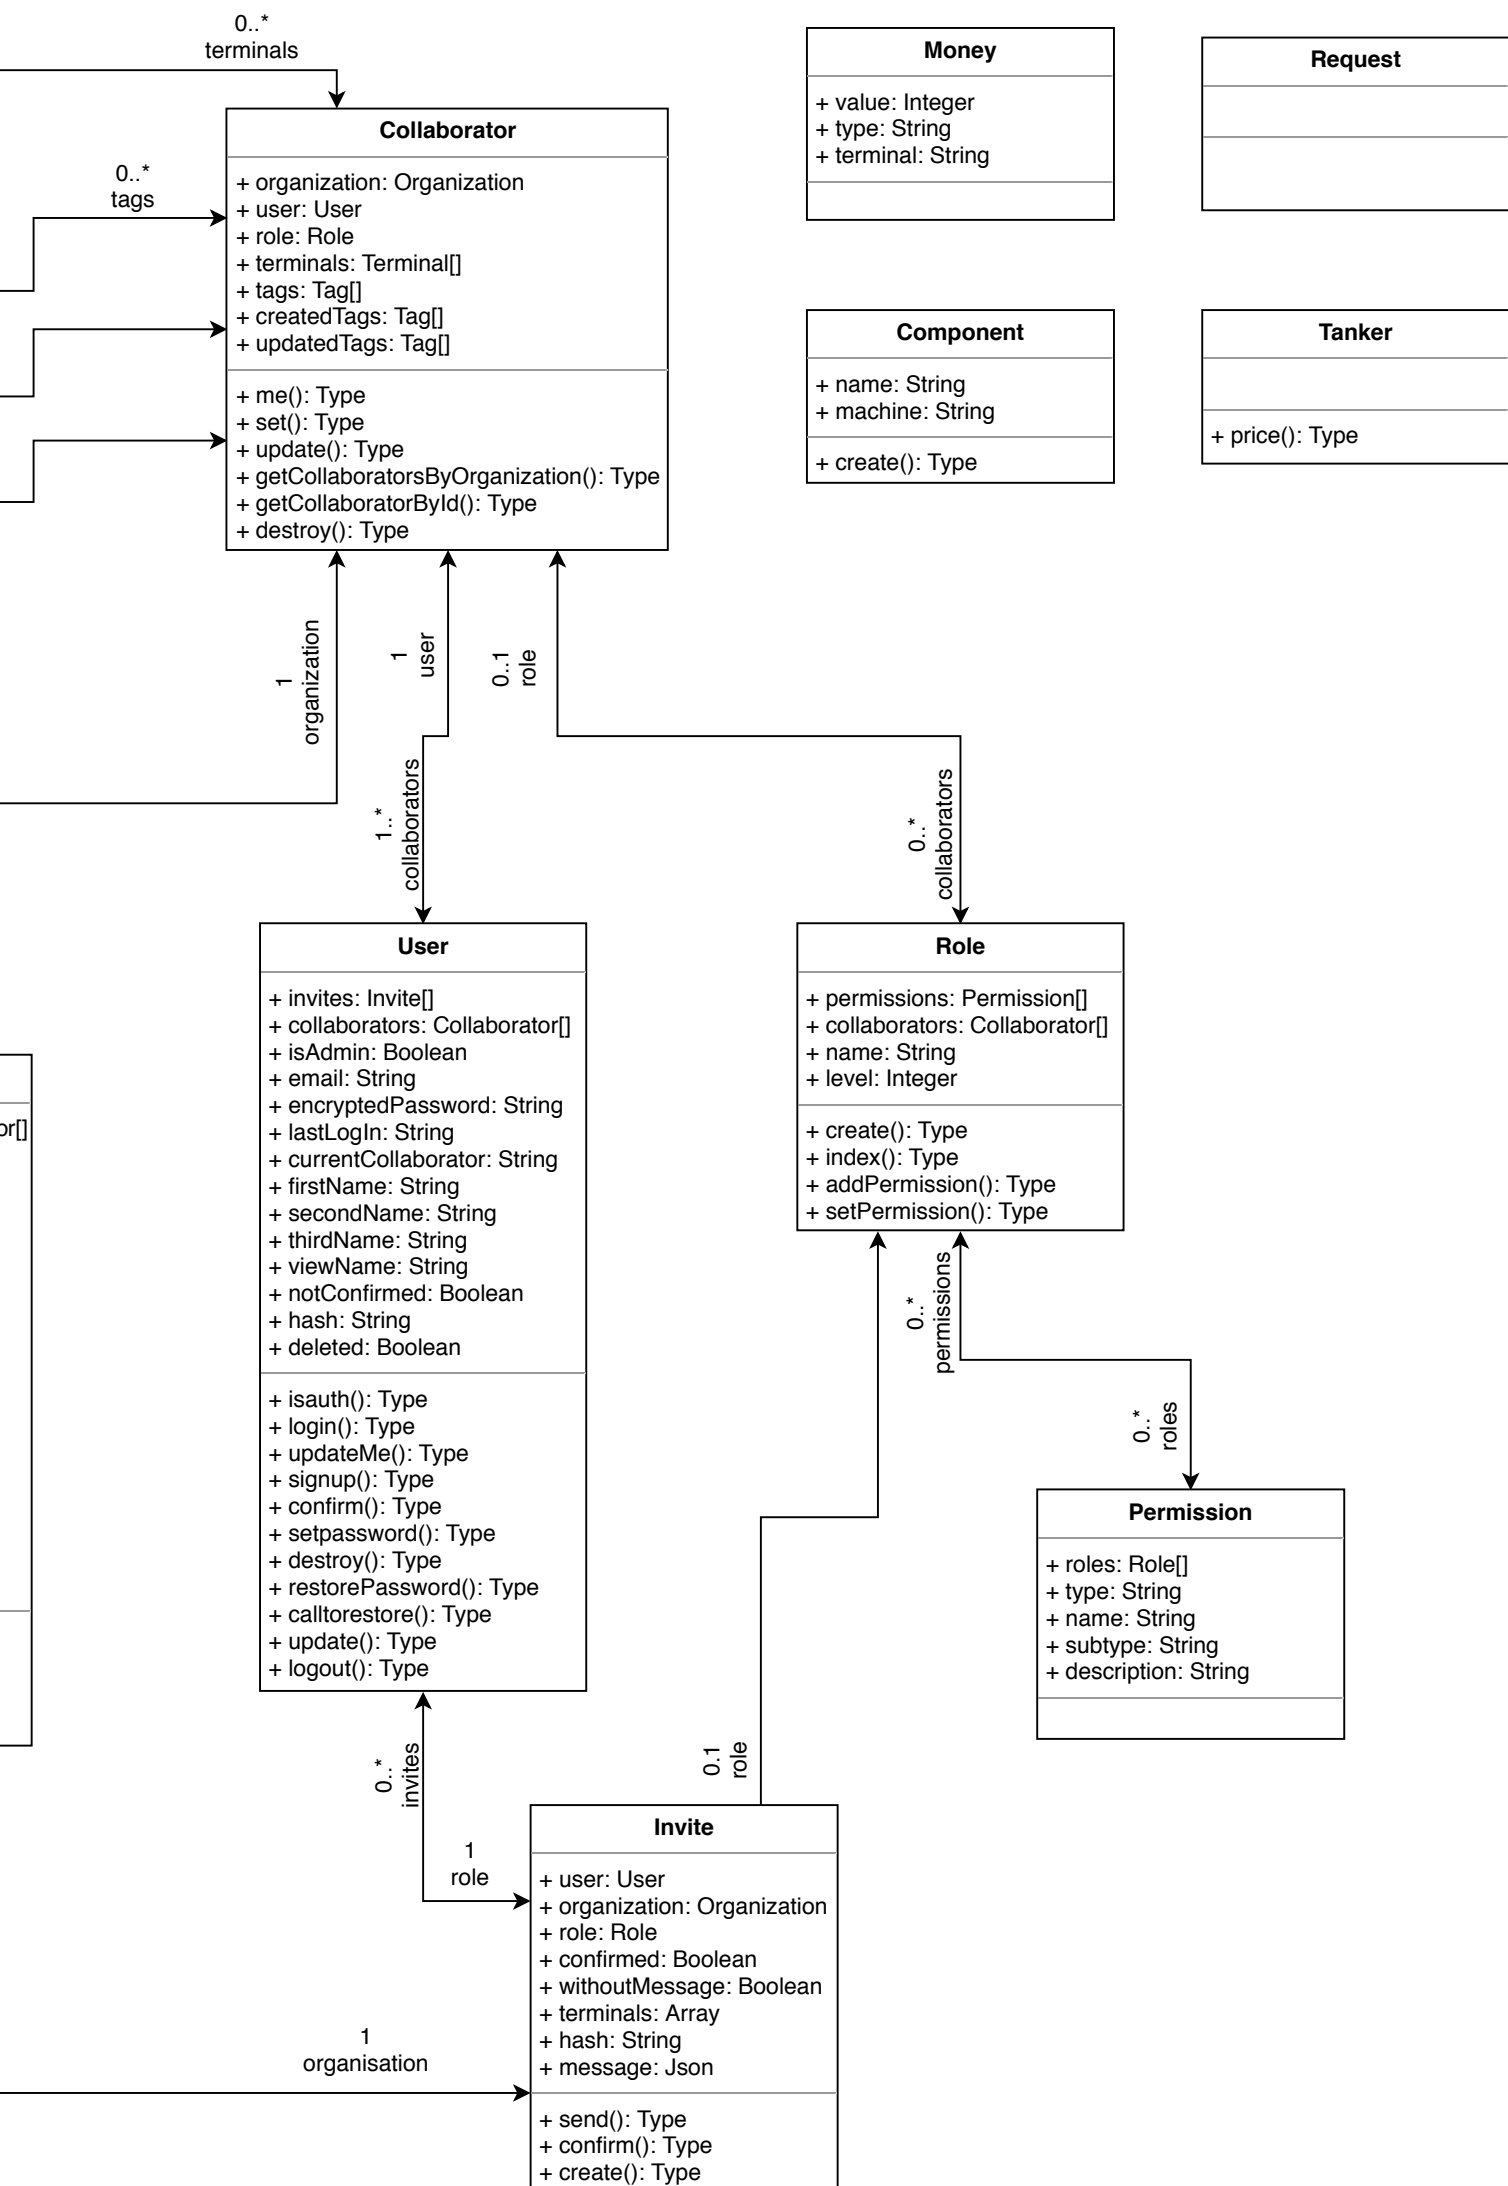 0..*
terminals
Collaborator
+ organization: Organization
+ user: User
+ role: Role
+ terminals: Terminal[]
+ tags: Tag[]
+ createdTags: Tag[]
+ updatedTags: Tag[]
+ me(): Type
+ set(): Type
+ update(): Type
+ getCollaboratorsByOrganization(): Type
+ getCollaboratorById(): Type
+ destroy(): Type
0..*
tags
Money
+ value: Integer
+ type: String
+ terminal: String
Request
Component
+ name: String
+ machine: String
+ create(): Type
Tanker
+ price(): Type
1
organization
1
user
0..1
role
1..*
collaborators
0..*
collaborators
User
+ invites: Invite[]
+ collaborators: Collaborator[]
+ isAdmin: Boolean
+ email: String
+ encryptedPassword: String
+ lastLogIn: String
+ currentCollaborator: String
+ firstName: String
+ secondName: String
+ thirdName: String
+ viewName: String
+ notConfirmed: Boolean
+ hash: String
+ deleted: Boolean
+ isauth(): Type
+ login(): Type
+ updateMe(): Type
+ signup(): Type
+ confirm(): Type
+ setpassword(): Type
+ destroy(): Type
+ restorePassword(): Type
+ calltorestore(): Type
+ update(): Type
+ logout(): Type
Role
+ permissions: Permission[]
+ collaborators: Collaborator[]
+ name: String
+ level: Integer
+ create(): Type
+ index(): Type
+ addPermission(): Type
+ setPermission(): Type
or[]
0..*
permissions
0..*
roles
Permission
+ roles: Role[]
+ type: String
+ name: String
+ subtype: String
+ description: String
0..*
invites
1
role
0.1
role
Invite
+ user: User
+ organization: Organization
+ role: Role
+ confirmed: Boolean
+ withoutMessage: Boolean
+ terminals: Array
+ hash: String
+ message: Json
+ send(): Type
+ confirm(): Type
+ create(): Type
1
organisation